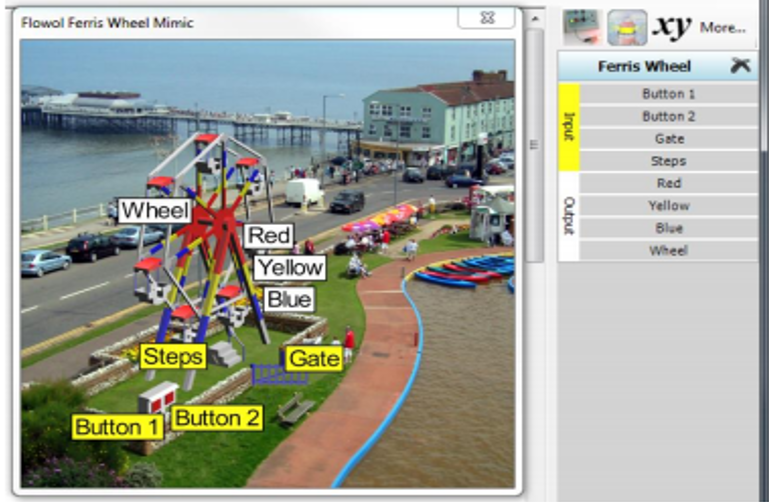 Flowol Ferris Wheel Mimic
Wheel
Red
Yellow
Blue
Steps
Gate
Button 1
Button 2
xy More...
Ferris Wheel
Input
Button 1
Button 2
Gate
Steps
Output
Red
Yellow
Blue
Wheel